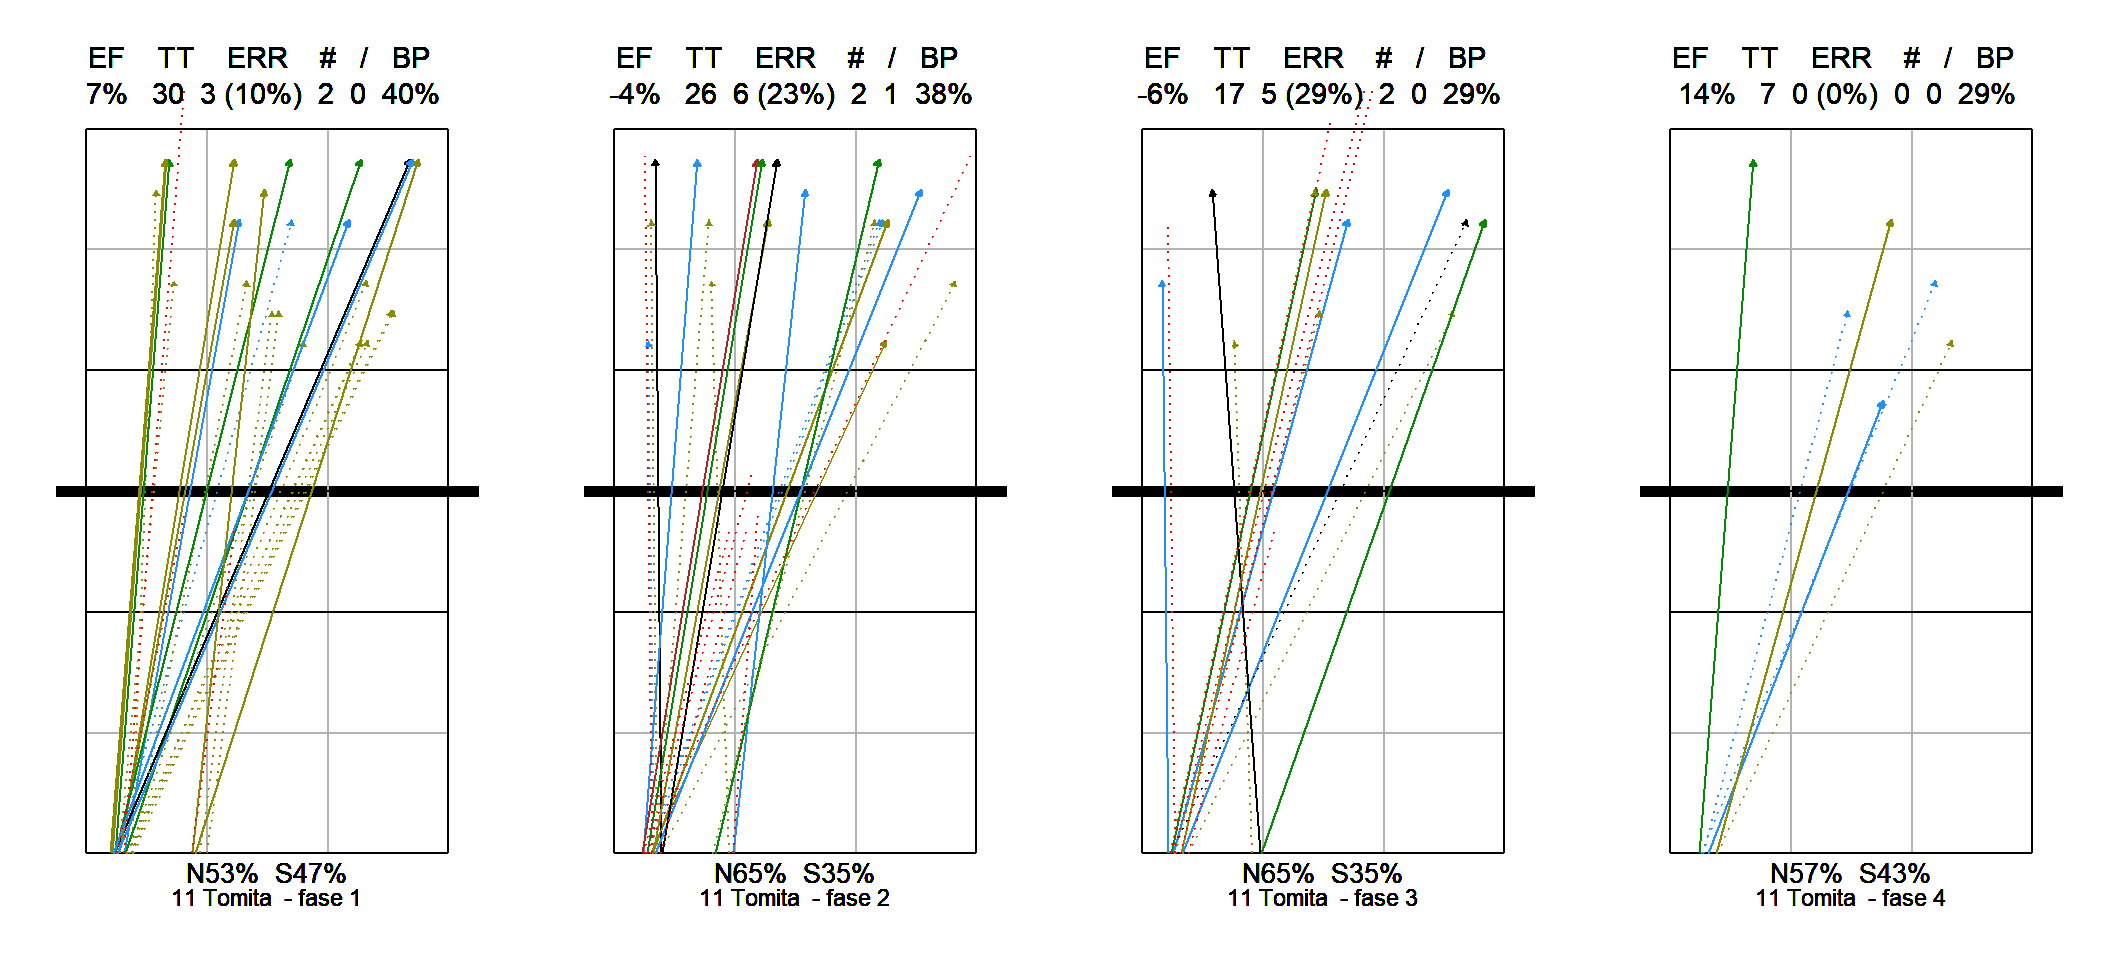 EF TT ERR # / BP
7% 30 3 (10%) 2 0 40%
N53% S47%
11 Tomita - fase 1
EF TT ERR # / BP
-4% 26 6 (23%) 2 1 38%
N65% S35%
11 Tomita - fase 2
EF TT ERR # / BP
-6% 17 5 (29%) 2 0 29%
N65% S35%
11 Tomita - fase 3
EF TT ERR # / BP
14% 7 0 (0%) 0 0 29%
N57% S43%
11 Tomita - fase 4